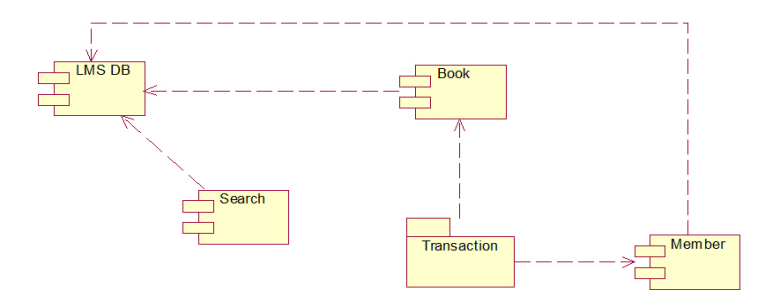 LMS DB
Book
Search
Transaction
Member